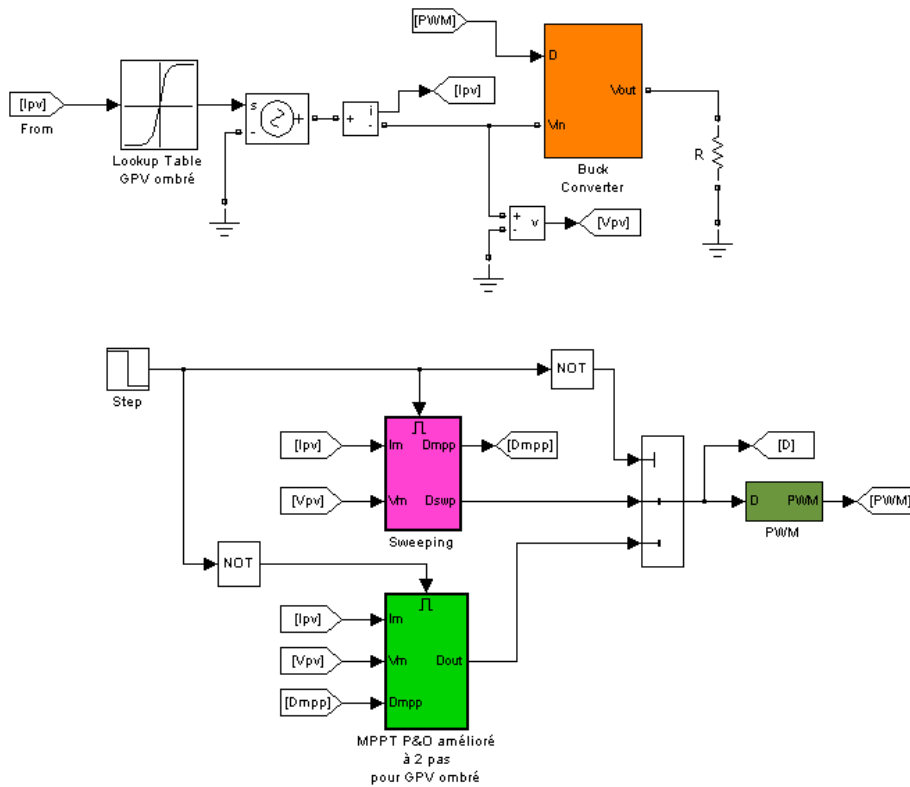 [PWM]
D
Vout
Vin
Buck
Converter
[Ipv]
From
Lookup Table
GPV ombré
s
-
+
+
i
-
[Ipv]
R
+
-
v
[Vpv]
Step
NOT
[Ipv]
Im
Dmpp
[Dmpp]
[Vpv]
Vm
Dswp
Sweeping
[D]
D
PWM
[PWM]
PWM
NOT
[Ipv]
Im
[Vpv]
Vm
Dout
[Dmpp]
Dmpp
MPPT P&O amélioré
à 2 pas
pour GPV ombré